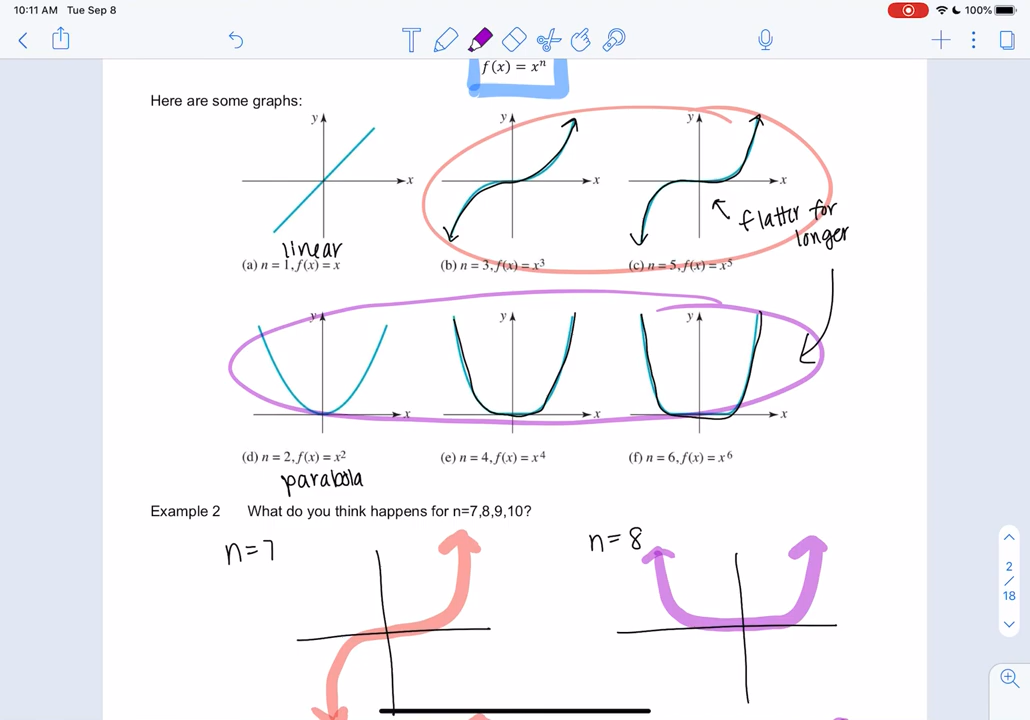 10:11 AM Tue Sep 8 100%
T
f(x) = xⁿ
Here are some graphs:
y y y
x x x
flatter for
longer
linear
(a) n = 1, f(x) = x (b) n = 3, f(x) = x³ (c) n = 5, f(x) = x⁵
y y y
x x x
(d) n = 2, f(x) = x² (e) n = 4, f(x) = x⁴ (f) n = 6, f(x) = x⁶
parabola
Example 2 What do you think happens for n=7,8,9,10?
n=7 n=8
2
/
18